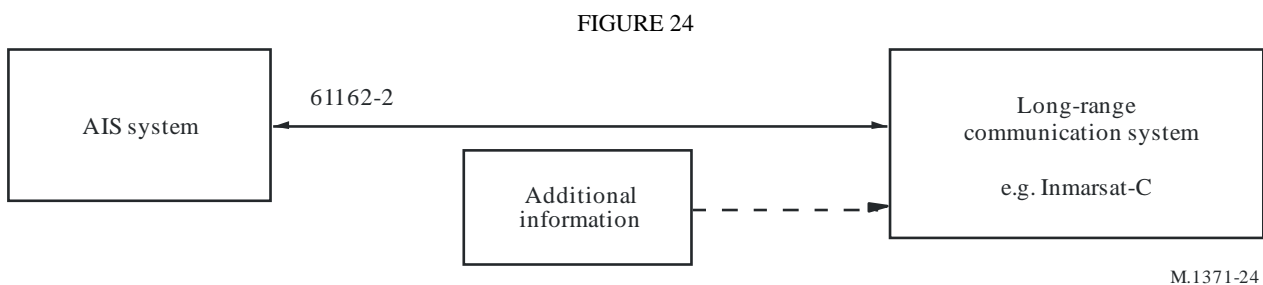 FIGURE 24
61162-2
AIS system
Long-range
communication system
e.g. Inmarsat-C
Additional
information
M.1371-24